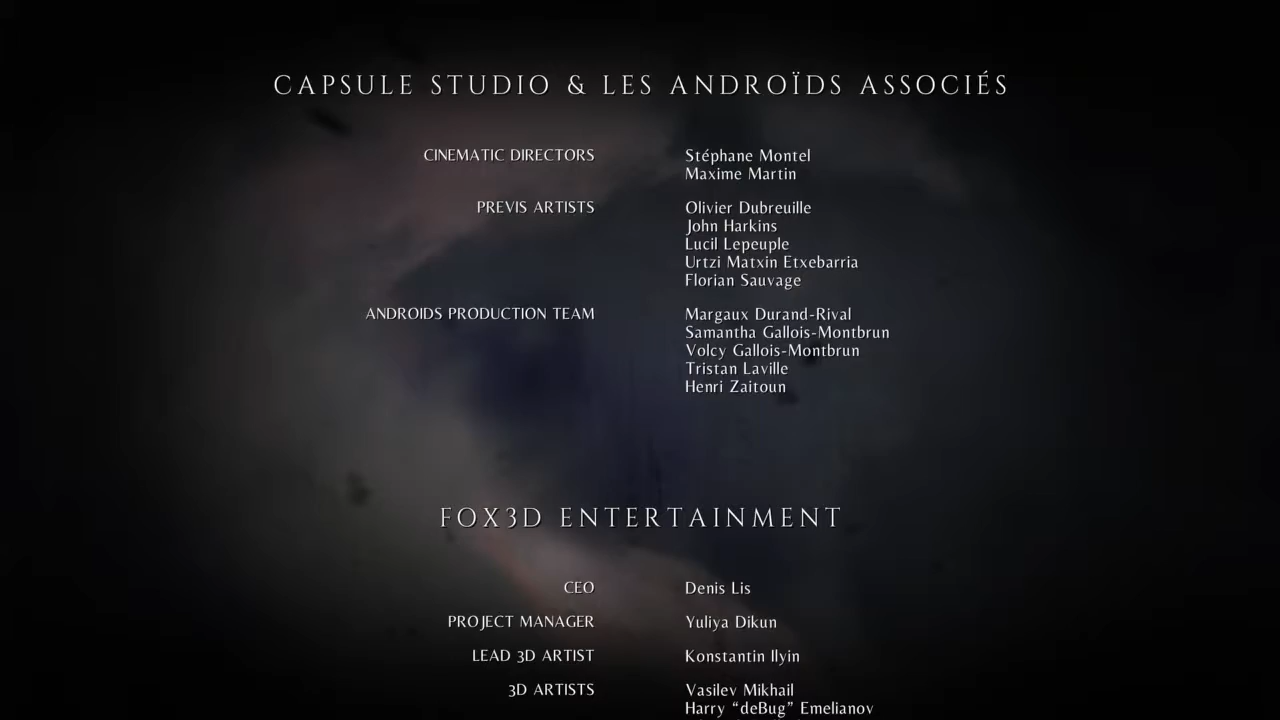 CAPSULE STUDIO & LES ANDROÏDS ASSOCIÉS
CINEMATIC DIRECTORS Stéphane Montel
Maxime Martin
PREVIS ARTISTS Olivier Dubreuille
John Harkins
Lucil Lepeuple
Urtzi Matxin Etxebarria
Florian Sauvage
ANDROIDS PRODUCTION TEAM Margaux Durand-Rival
Samantha Gallois-Montbrun
Volcy Gallois-Montbrun
Tristan Laville
Henri Zaitoun
FOX3D ENTERTAINMENT
CEO Denis Lis
PROJECT MANAGER Yuliya Dikun
LEAD 3D ARTIST Konstantin Ilyin
3D ARTISTS Vasilev Mikhail
Harry “deBug” Emelianov